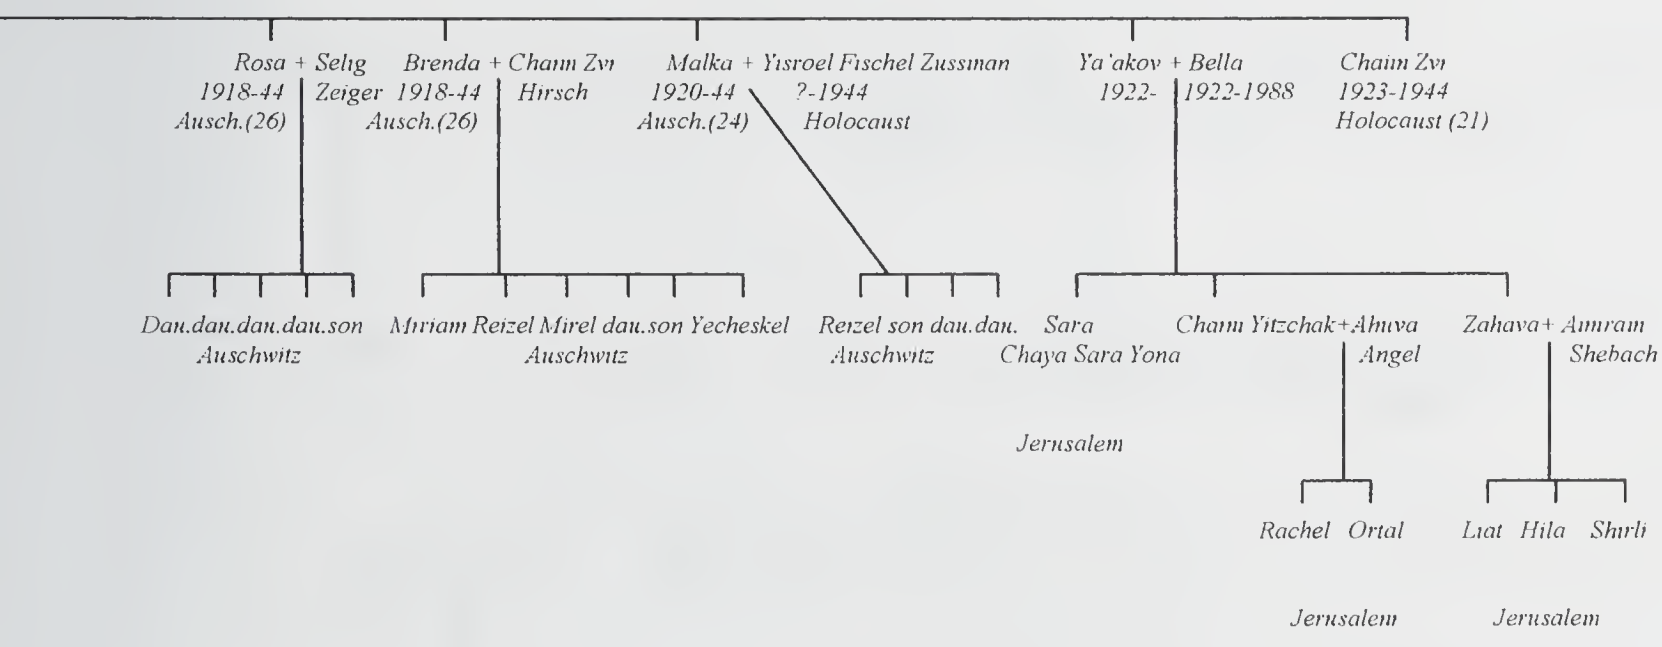 Rosa + Selig Brenda + Chaim Zvi Malka + Yisroel Fischel Zussman Ya'akov + Bella Chaim Zvi
1918-44 Zeiger 1918-44 Hirsch 1920-44 ?-1944 1922- 1922-1988 1923-1944
Ausch.(26) Ausch.(26) Ausch.(24) Holocaust Holocaust (21)
Dau.dau.dau.dau.son Miriam Reizel Mirel dau.son Yecheskel Reizel son dau.dau. Sara Chaim Yitzchak+Ahuva Zahava+ Amram
Auschwitz Auschwitz Auschwitz Chaya Sara Yona Angel Shebach
Jerusalem
Rachel Ortal Liat Hila Shirli
Jerusalem Jerusalem